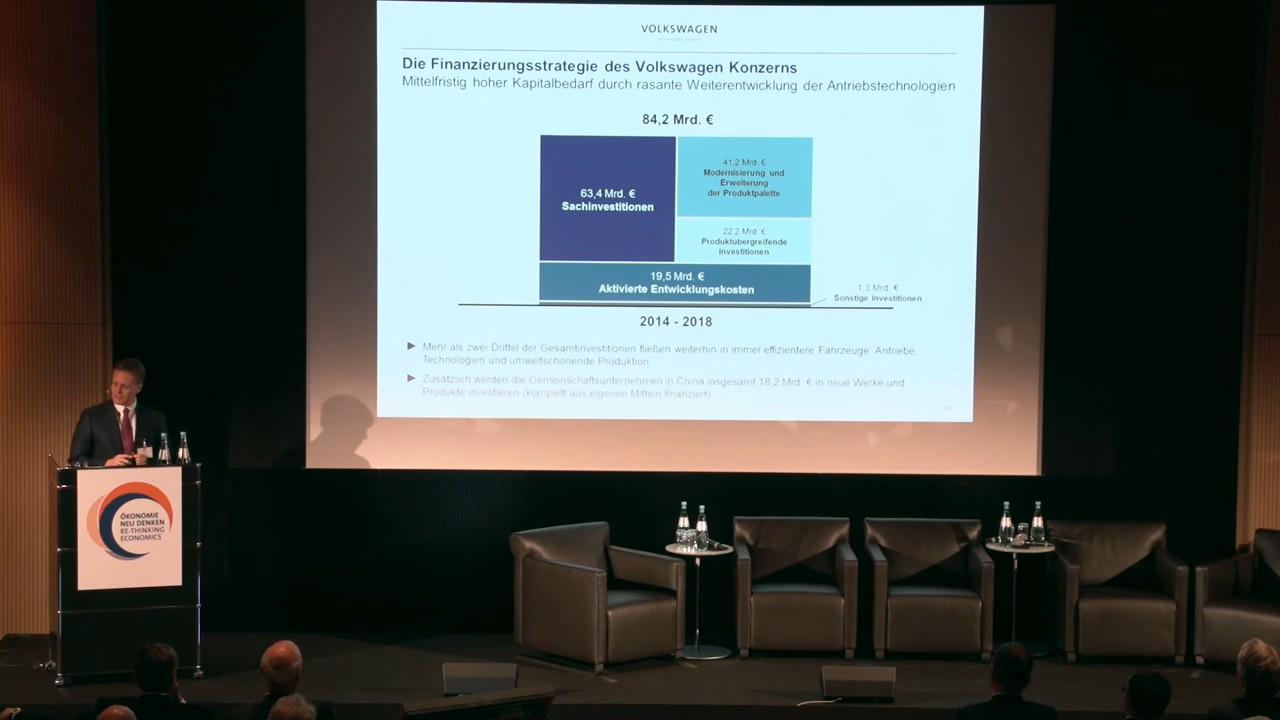 VOLKSWAGEN
Die Finanzierungsstrategie des Volkswagen Konzerns
Mittelfristig hoher Kapitalbedarf durch rasante Weiterentwicklung der Antriebstechnologien
84,2 Mrd. €
63,4 Mrd. €
Sachinvestitionen
41,2 Mrd. €
Modernisierung und
Erweiterung
der Produktpalette
22,2 Mrd. €
Produktübergreifende
Investitionen
19,5 Mrd. €
Aktivierte Entwicklungskosten
1,3 Mrd. €
Sonstige Investitionen
2014 - 2018
Mehr als zwei Drittel der Gesamtinvestitionen fließen weiterhin in immer effizientere Fahrzeuge, Antriebe,
Technologien und umweltschonende Produktion
Zusätzlich werden die Gemeinschaftsunternehmen in China insgesamt 18,2 Mrd. € in neue Werke und
Produkte investieren (komplett aus eigenen Mitteln finanziert)
14
ÖKONOMIE
NEU DENKEN
RE-THINKING
ECONOMICS